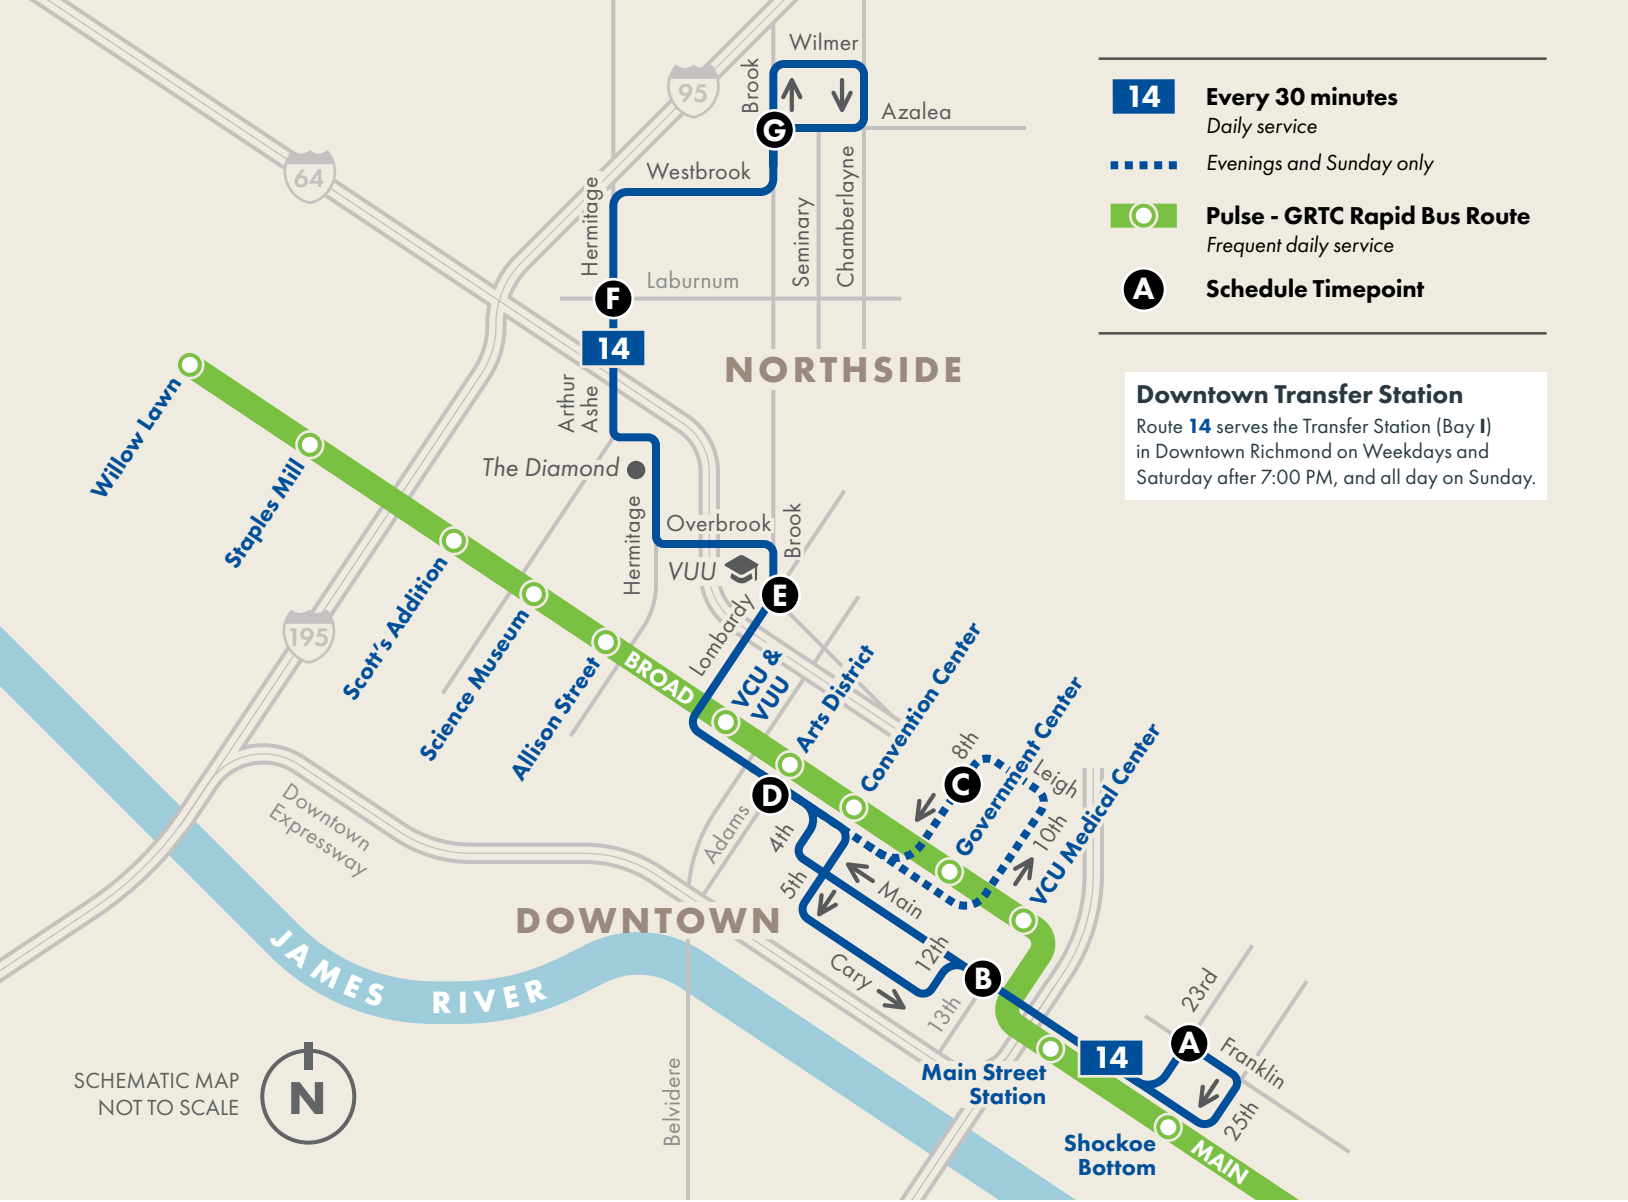 Wilmer
Brook
95
G
Azalea
64
Westbrook
Hermitage
Seminary
Chamberlayne
F
Laburnum
14
NORTHSIDE
Arthur
Ashe
The Diamond
Hermitage
Overbrook
Brook
VUU
E
Lombardy
Willow Lawn
Staples Mill
Scott's Addition
Science Museum
Allison Street
BROAD
VCU &
VUU
Arts District
Convention Center
Government Center
VCU Medical Center
195
8th
C
Leigh
10th
D
Adams
4th
5th
Main
12th
Cary
13th
B
Downtown
Expressway
DOWNTOWN
JAMES RIVER
Belvidere
23rd
A
Franklin
25th
14
Main Street
Station
Shockoe
Bottom
MAIN
SCHEMATIC MAP
NOT TO SCALE
N
14
Every 30 minutes
Daily service
Evenings and Sunday only
Pulse - GRTC Rapid Bus Route
Frequent daily service
A
Schedule Timepoint
Downtown Transfer Station
Route 14 serves the Transfer Station (Bay I)
in Downtown Richmond on Weekdays and
Saturday after 7:00 PM, and all day on Sunday.